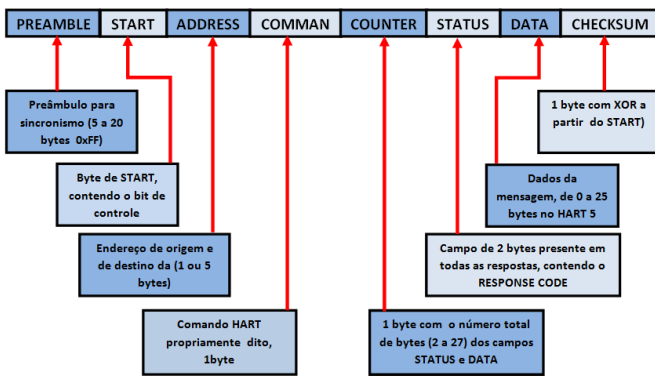 PREAMBLE START ADDRESS COMMAN COUNTER STATUS DATA CHECKSUM
Preâmbulo para
sincronismo (5 a 20
bytes 0xFF)
1 byte com XOR a
partir do START)
Byte de START,
contendo o bit de
controle
Dados da
mensagem, de 0 a 25
bytes no HART 5
Endereço de origem e
de destino da (1 ou 5
bytes)
Campo de 2 bytes presente em
todas as respostas, contendo o
RESPONSE CODE
Comando HART
propriamente dito,
1byte
1 byte com o número total
de bytes (2 a 27) dos campos
STATUS e DATA